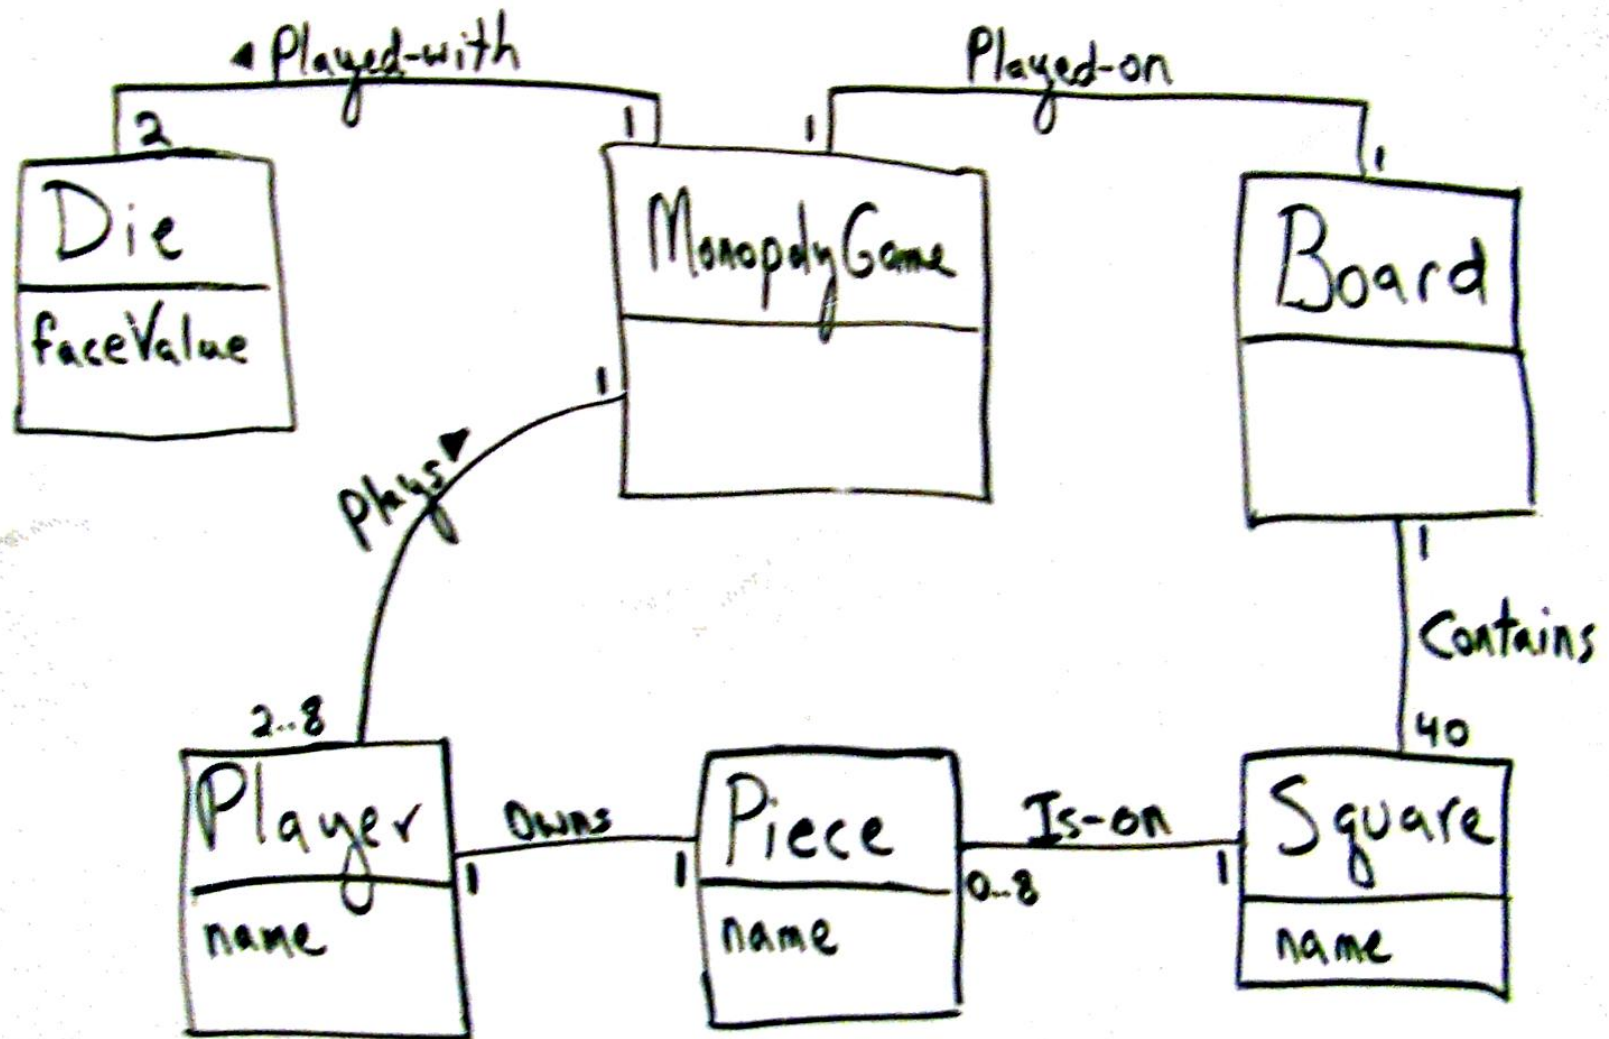 Played-with
Played-on
2
1
1
1
Die
MonopolyGame
Board
faceValue
1
Plays
1
Contains
2..8
40
Player
Owns
Piece
Is-on
Square
1
1
0..8
1
name
name
name